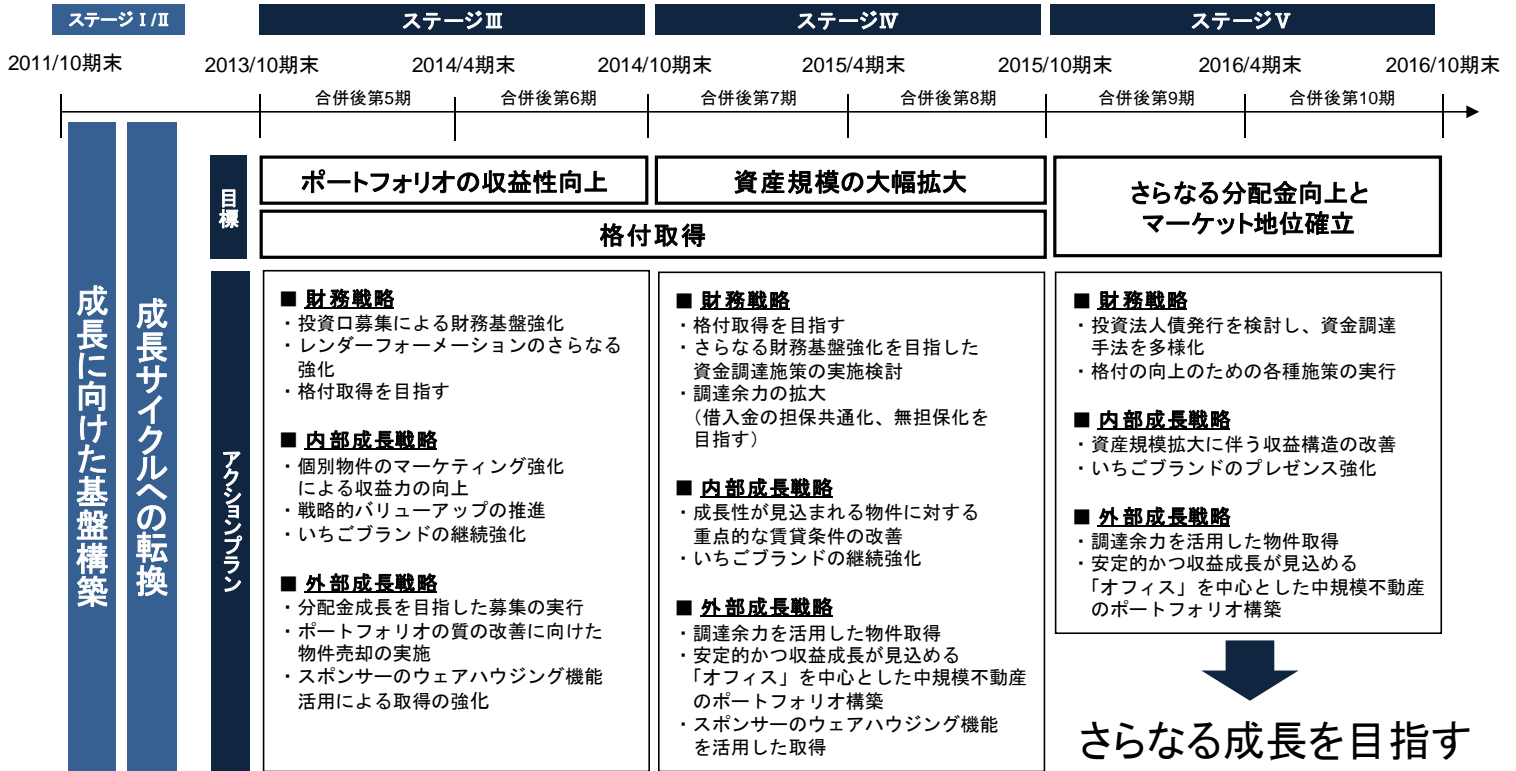 ステージⅠ/Ⅱ
ステージⅢ
ステージⅣ
ステージⅤ
2011/10期末
2013/10期末
2014/4期末
2014/10期末
2015/4期末
2015/10期末
2016/4期末
2016/10期末
合併後第5期
合併後第6期
合併後第7期
合併後第8期
合併後第9期
合併後第10期
成長に向けた基盤構築
成長サイクルへの転換
目標
ポートフォリオの収益性向上
資産規模の大幅拡大
格付取得
さらなる分配金向上と
マーケット地位確立
アクションプラン
■ 財務戦略
・投資口募集による財務基盤強化
・レンダーフォーメーションのさらなる
強化
・格付取得を目指す
■ 内部成長戦略
・個別物件のマーケティング強化
による収益力の向上
・戦略的バリューアップの推進
・いちごブランドの継続強化
■ 外部成長戦略
・分配金成長を目指した募集の実行
・ポートフォリオの質の改善に向けた
物件売却の実施
・スポンサーのウェアハウジング機能
活用による取得の強化
■ 財務戦略
・格付取得を目指す
・さらなる財務基盤強化を目指した
資金調達施策の実施検討
・調達余力の拡大
（借入金の担保共通化、無担保化を
目指す）
■ 内部成長戦略
・成長性が見込まれる物件に対する
重点的な賃貸条件の改善
・いちごブランドの継続強化
■ 外部成長戦略
・調達余力を活用した物件取得
・安定的かつ収益成長が見込める
「オフィス」を中心とした中規模不動産
のポートフォリオ構築
・スポンサーのウェアハウジング機能
を活用した取得
■ 財務戦略
・投資法人債発行を検討し、資金調達
手法を多様化
・格付の向上のための各種施策の実行
■ 内部成長戦略
・資産規模拡大に伴う収益構造の改善
・いちごブランドのプレゼンス強化
■ 外部成長戦略
・調達余力を活用した物件取得
・安定的かつ収益成長が見込める
「オフィス」を中心とした中規模不動産
のポートフォリオ構築
さらなる成長を目指す